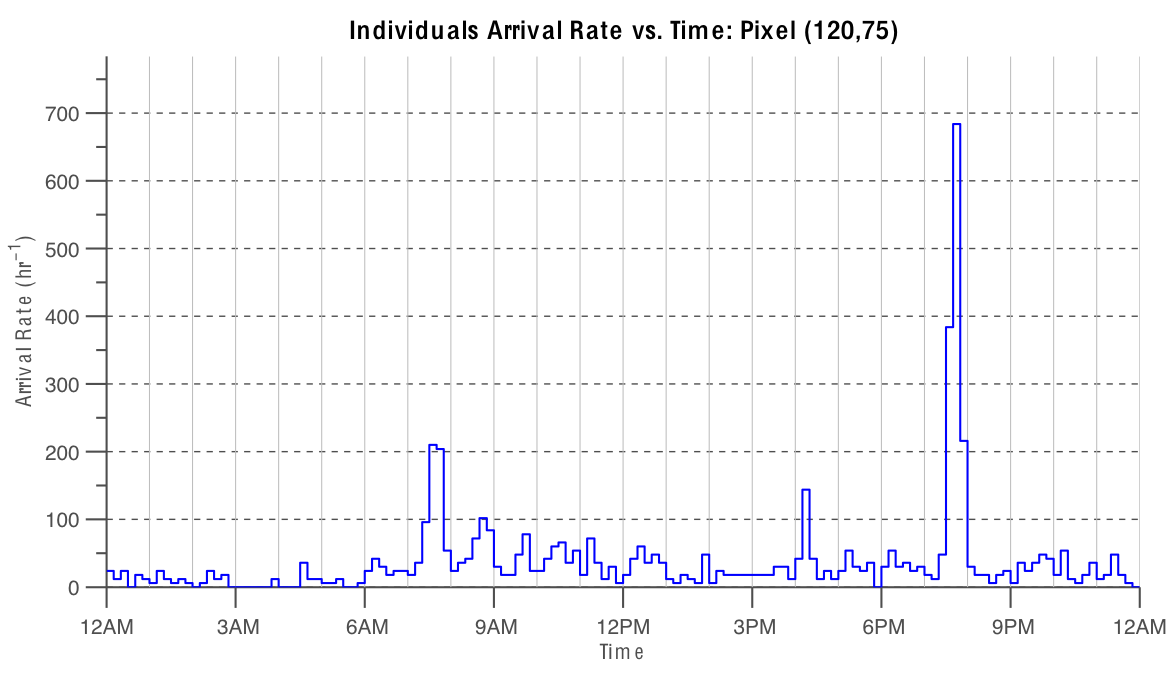 Individuals Arrival Rate vs. Time: Pixel (120,75)
700
600
500
400
300
200
100
0
Arrival Rate (hr⁻¹)
12AM 3AM 6AM 9AM 12PM 3PM 6PM 9PM 12AM
Time